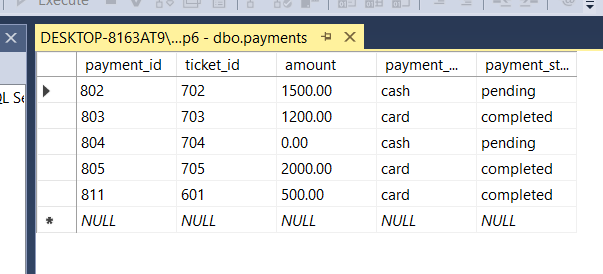 Execute
DESKTOP-8163AT9\...p6 - dbo.payments
payment_id ticket_id amount payment_... payment_st...
802 702 1500.00 cash pending
803 703 1200.00 card completed
804 704 0.00 cash pending
805 705 2000.00 card completed
811 601 500.00 card completed
NULL NULL NULL NULL NULL
QL Se